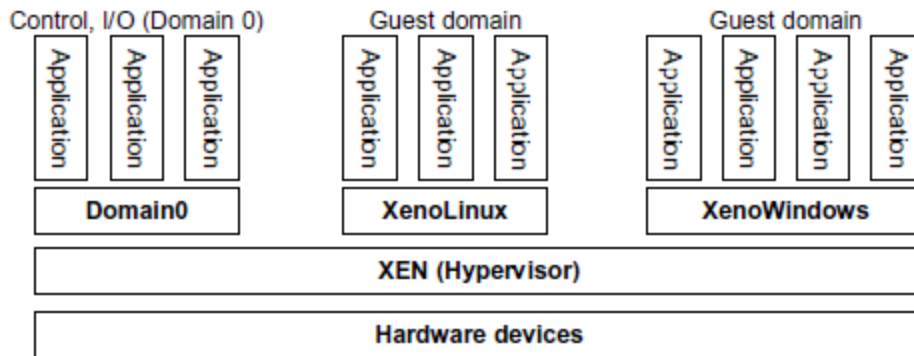 Control, I/O (Domain 0)
Guest domain
Guest domain
Application
Application
Application
Application
Application
Application
Application
Application
Application
Application
Domain0
XenoLinux
XenoWindows
XEN (Hypervisor)
Hardware devices